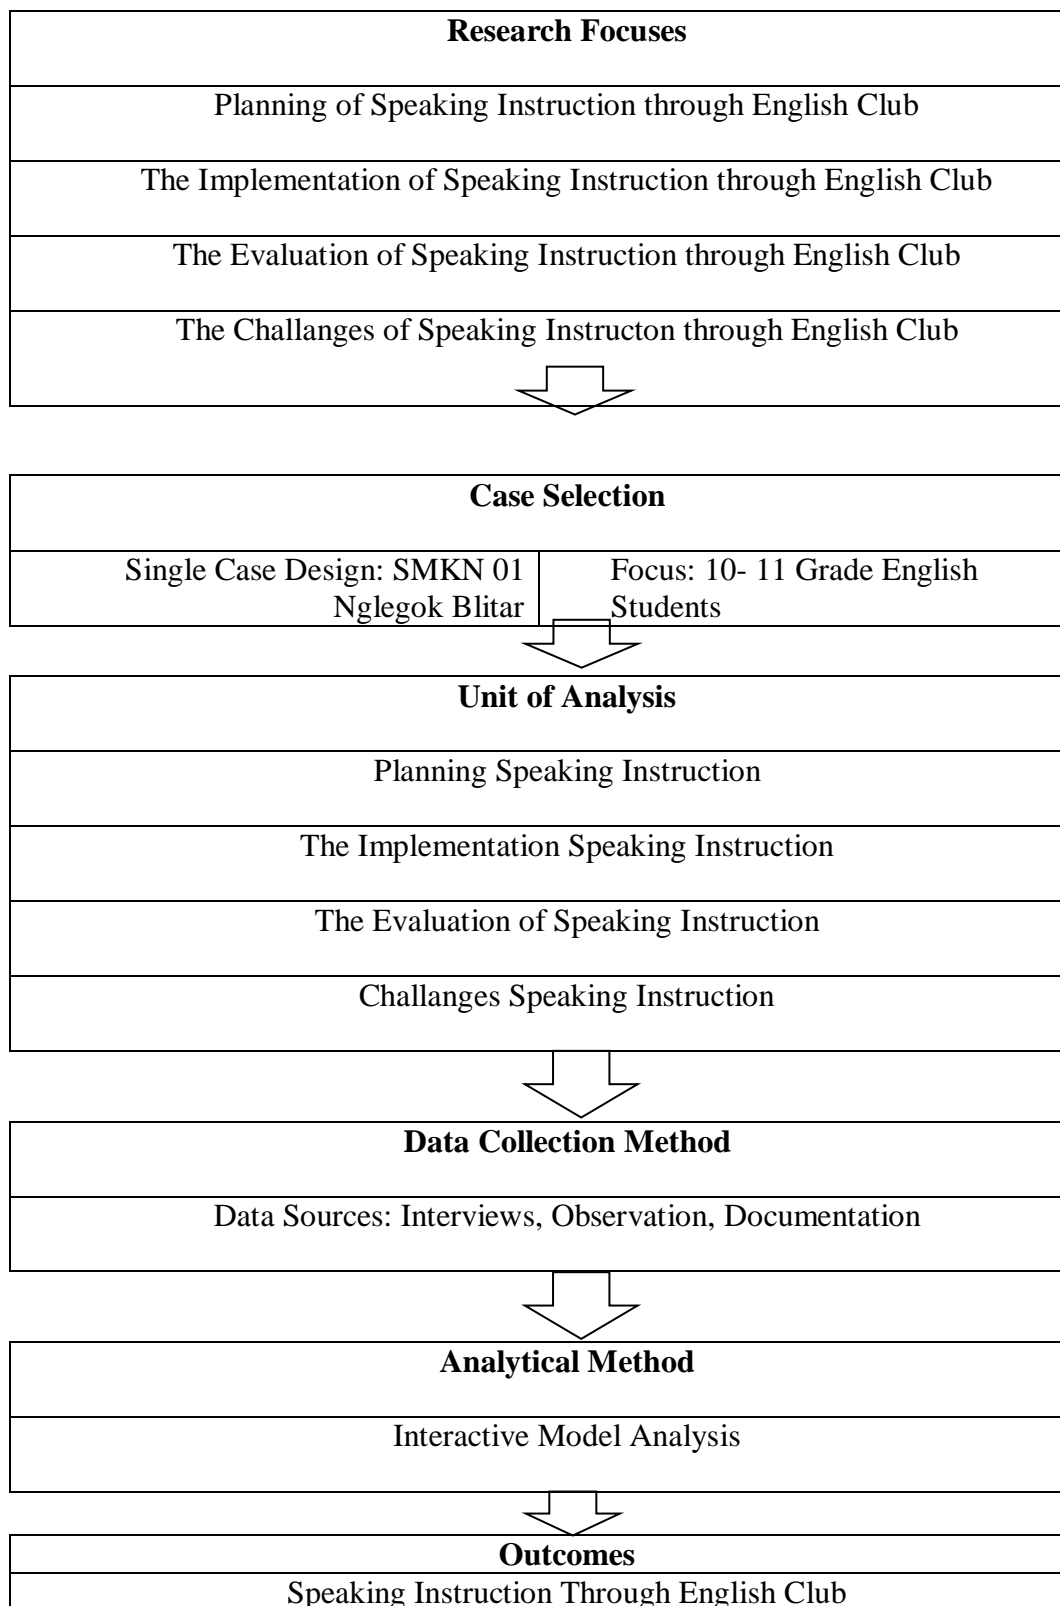 Research Focuses
Planning of Speaking Instruction through English Club
The Implementation of Speaking Instruction through English Club
The Evaluation of Speaking Instruction through English Club
The Challanges of Speaking Instructon through English Club
Case Selection
Single Case Design: SMKN 01
Nglegok Blitar
Focus: 10- 11 Grade English
Students
Unit of Analysis
Planning Speaking Instruction
The Implementation Speaking Instruction
The Evaluation of Speaking Instruction
Challanges Speaking Instruction
Data Collection Method
Data Sources: Interviews, Observation, Documentation
Analytical Method
Interactive Model Analysis
Outcomes
Speaking Instruction Through English Club